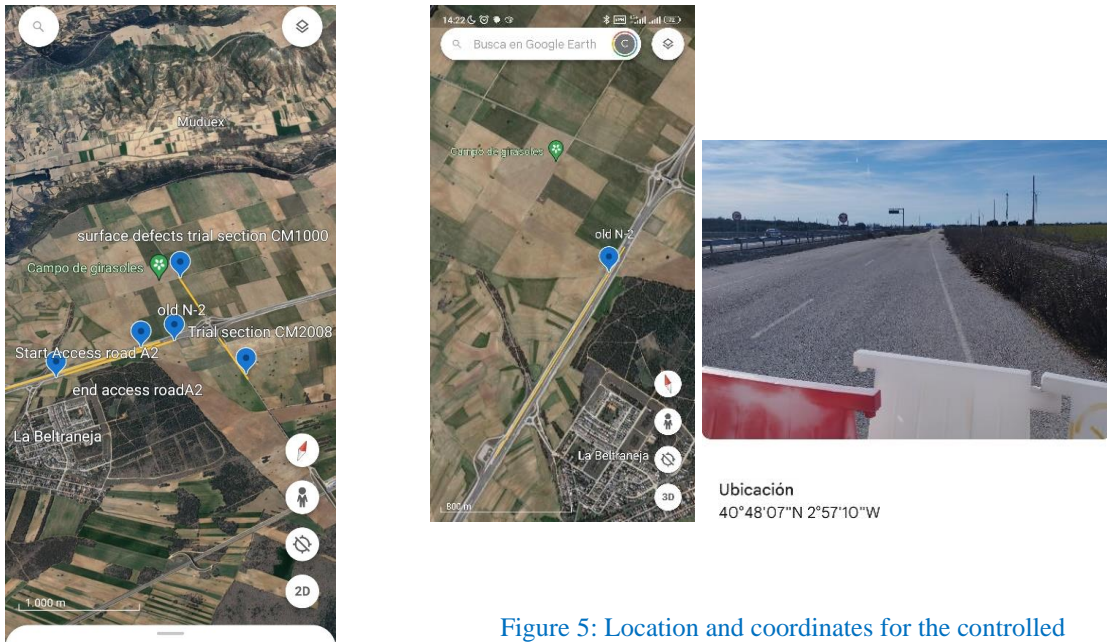 Muduex
surface defects trial section CM1000
Campo de girasoles
old N-2
Trial section CM2008
Start Access road A2
end access roadA2
La Beltraneja
2D
1.000 m
14:22
Busca en Google Earth
C
Campo de girasoles
old N-2
La Beltraneja
3D
800 m
Ubicación
40°48'07"N 2°57'10"W
Figure 5: Location and coordinates for the controlled